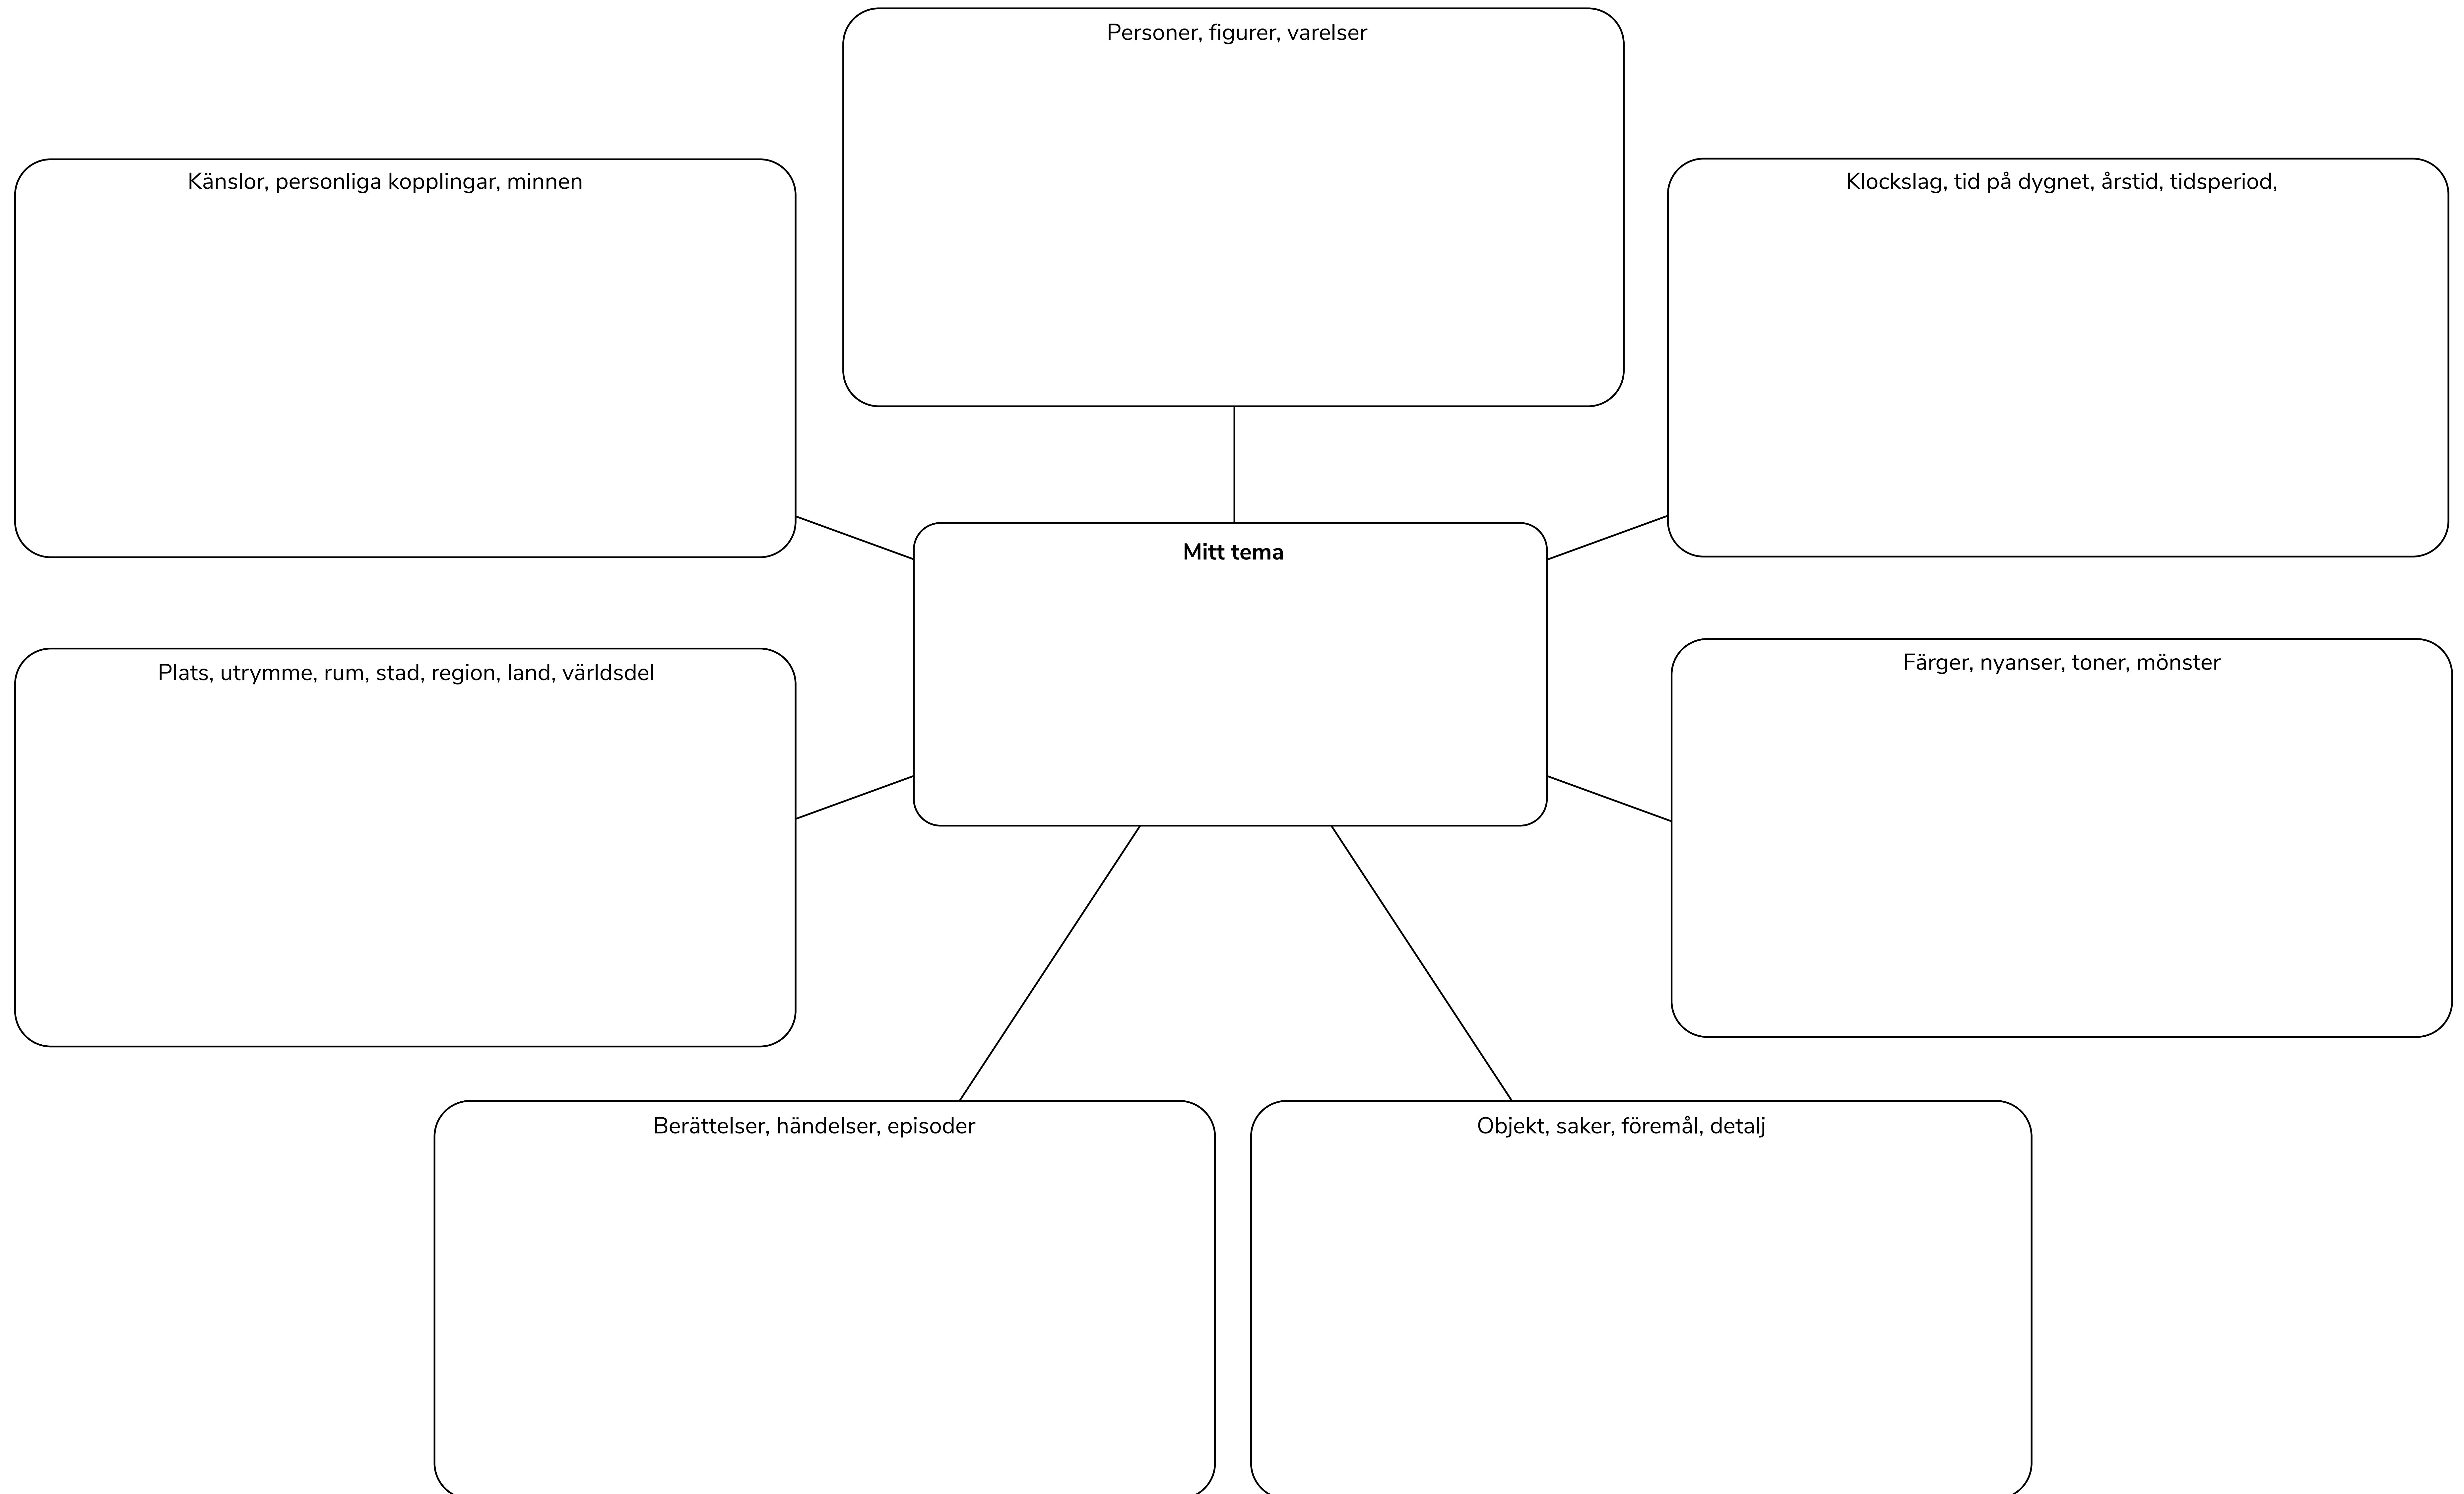 Personer, figurer, varelser
Känslor, personliga kopplingar, minnen
Klockslag, tid på dygnet, årstid, tidsperiod,
Mitt tema
Plats, utrymme, rum, stad, region, land, världsdel
Färger, nyanser, toner, mönster
Berättelser, händelser, episoder
Objekt, saker, föremål, detalj